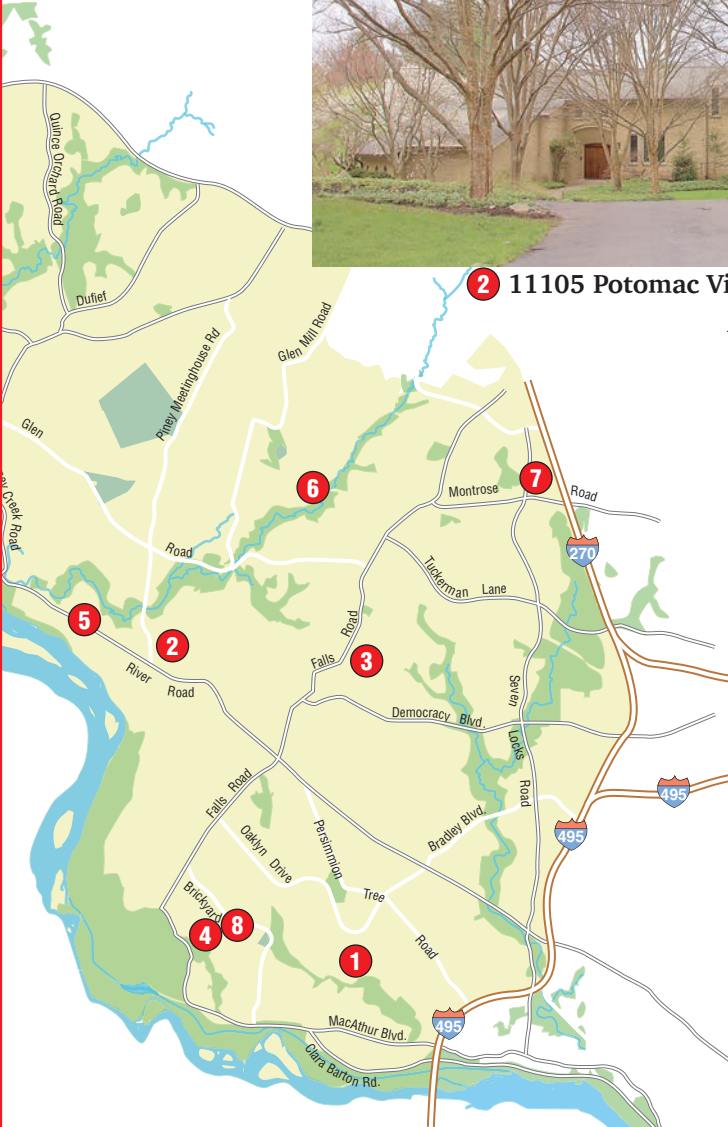 2 11105 Potomac Vi
Quince Orchard Road
Dufief
Piney Meetinghouse Rd
Glen Mill Road
Glen
Road
Creek Road
6
Montrose
7
Road
270
Tuckerman
Lane
5
2
River
Road
Falls
Road
3
Seven
Locks
Road
Democracy Blvd.
495
495
Falls Road
Oaklyn Drive
Persimmion
Tree
Road
Bradley Blvd.
Brickyard
4
8
1
495
MacAthur Blvd.
Clara Barton Rd.